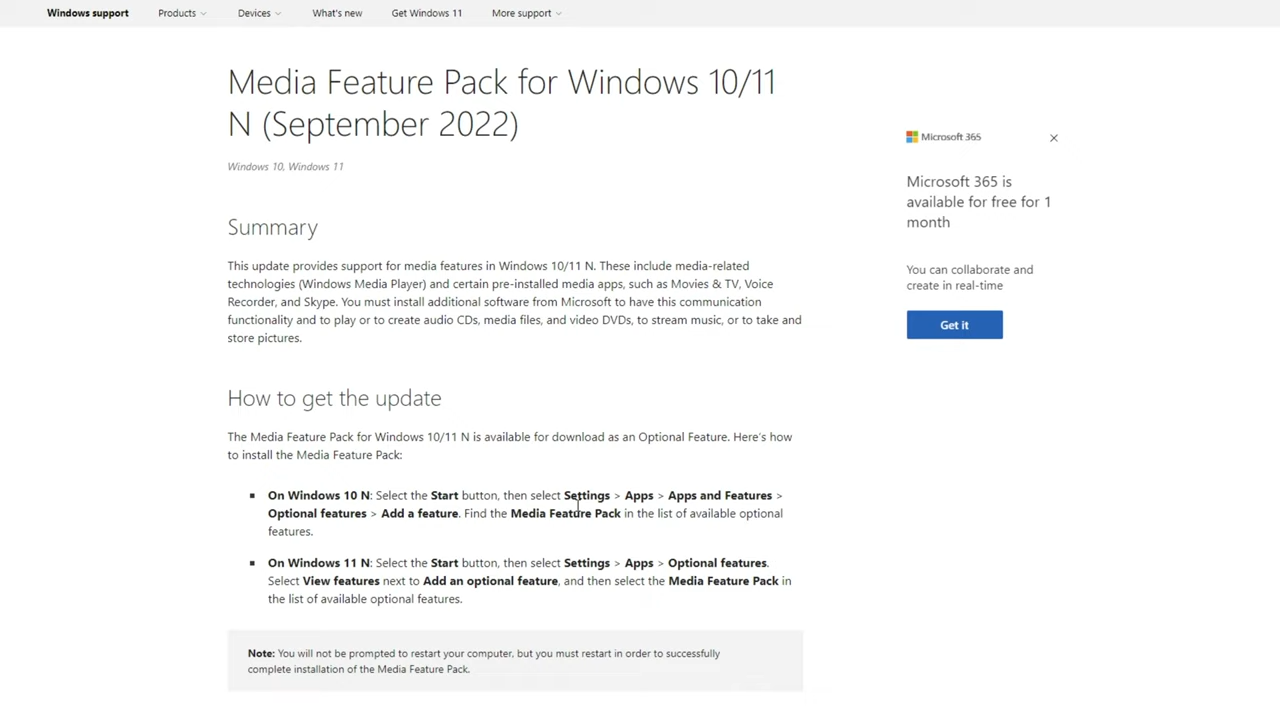 Windows support Products Devices What's new Get Windows 11 More support
Media Feature Pack for Windows 10/11
N (September 2022)
Windows 10, Windows 11
Summary
This update provides support for media features in Windows 10/11 N. These include media-related
technologies (Windows Media Player) and certain pre-installed media apps, such as Movies & TV, Voice
Recorder, and Skype. You must install additional software from Microsoft to have this communication
functionality and to play or to create audio CDs, media files, and video DVDs, to stream music, or to take and
store pictures.
How to get the update
The Media Feature Pack for Windows 10/11 N is available for download as an Optional Feature. Here's how
to install the Media Feature Pack:
▪ On Windows 10 N: Select the Start button, then select Settings > Apps > Apps and Features >
Optional features > Add a feature. Find the Media Feature Pack in the list of available optional
features.
▪ On Windows 11 N: Select the Start button, then select Settings > Apps > Optional features.
Select View features next to Add an optional feature, and then select the Media Feature Pack in
the list of available optional features.
Note: You will not be prompted to restart your computer, but you must restart in order to successfully
complete installation of the Media Feature Pack.
Microsoft 365
Microsoft 365 is
available for free for 1
month
You can collaborate and
create in real-time
Get it